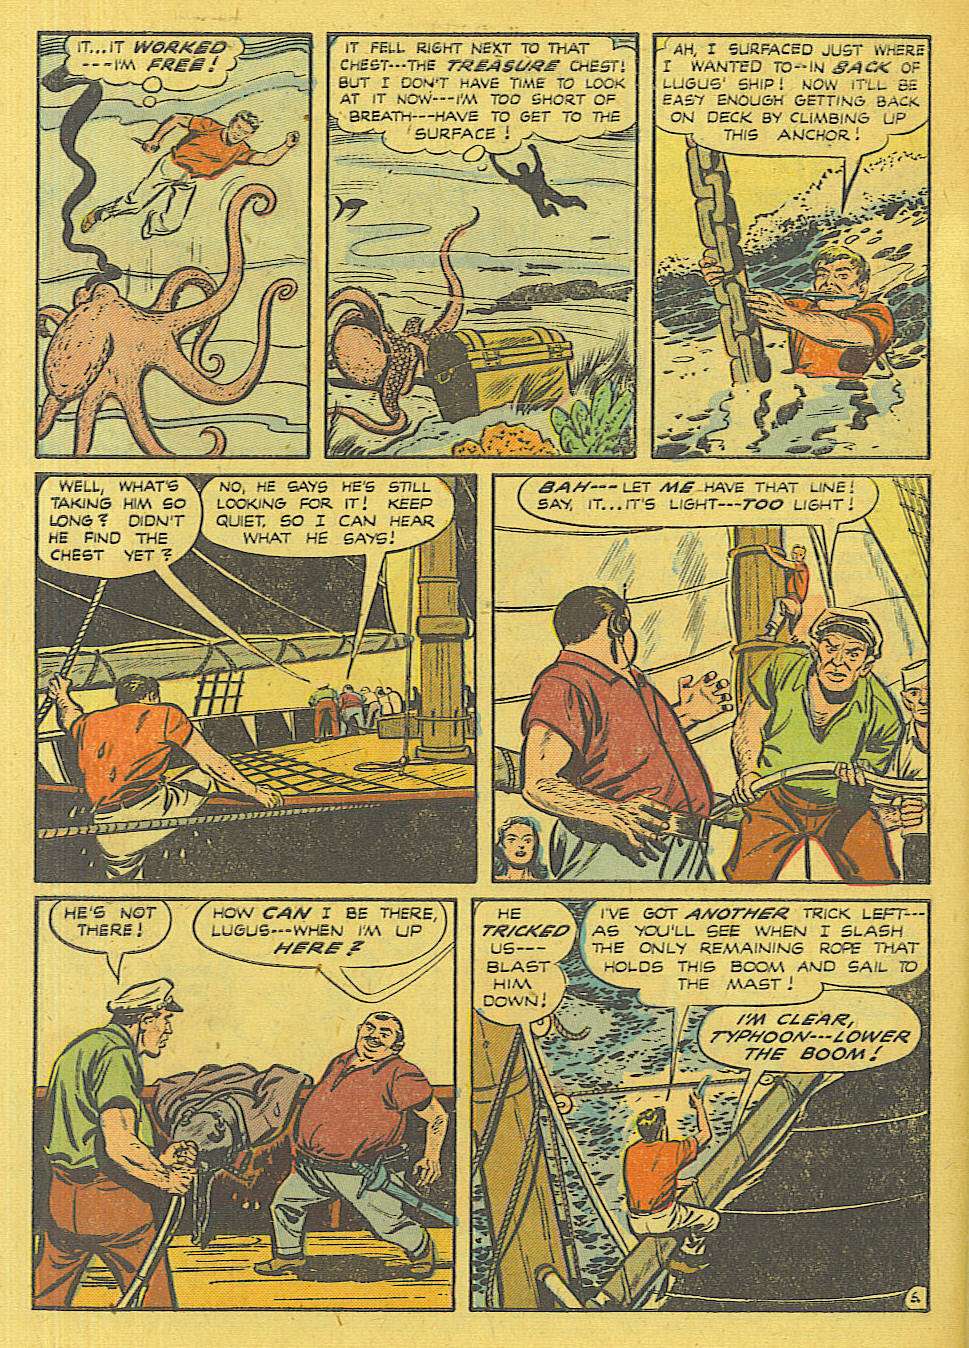 IT...IT WORKED
---I'M FREE!
IT FELL RIGHT NEXT TO THAT
CHEST---THE TREASURE CHEST!
BUT I DON'T HAVE TIME TO LOOK
AT IT NOW---I'M TOO SHORT OF
BREATH---HAVE TO GET TO THE
SURFACE!
AH, I SURFACED JUST WHERE
I WANTED TO--IN BACK OF
LUGUS' SHIP! NOW IT'LL BE
EASY ENOUGH GETTING BACK
ON DECK BY CLIMBING UP
THIS ANCHOR!
WELL, WHAT'S
TAKING HIM SO
LONG? DIDN'T
HE FIND THE
CHEST YET?
NO, HE SAYS HE'S STILL
LOOKING FOR IT! KEEP
QUIET, SO I CAN HEAR
WHAT HE SAYS!
BAH---LET ME HAVE THAT LINE!
SAY, IT...IT'S LIGHT---TOO LIGHT!
HE'S NOT
THERE!
HOW CAN I BE THERE,
LUGUS---WHEN I'M UP
HERE?
HE
TRICKED
US---
BLAST
HIM
DOWN!
I'VE GOT ANOTHER TRICK LEFT---
AS YOU'LL SEE WHEN I SLASH
THE ONLY REMAINING ROPE THAT
HOLDS THIS BOOM AND SAIL TO
THE MAST!
I'M CLEAR,
TYPHOON---LOWER
THE BOOM!